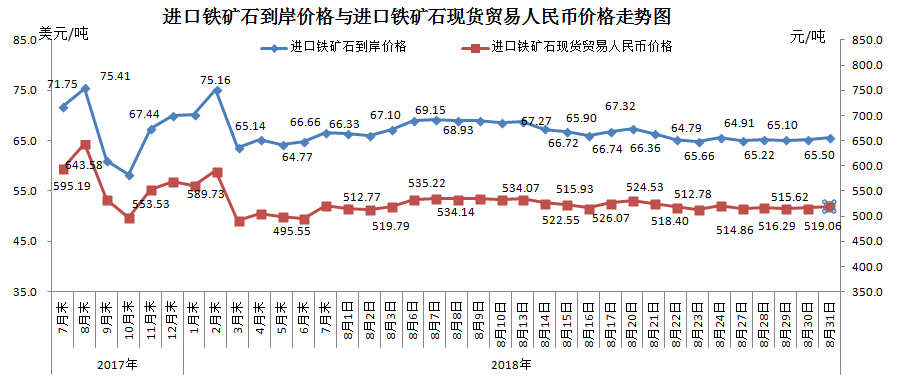 进口铁矿石到岸价格与进口铁矿石现货贸易人民币价格走势图
美元/吨
元/吨
进口铁矿石到岸价格
进口铁矿石现货贸易人民币价格
85.0
75.0
65.0
55.0
45.0
35.0
850.0
800.0
750.0
700.0
650.0
600.0
550.0
500.0
450.0
400.0
350.0
71.75
75.41
67.44
75.16
65.14
64.77
66.66
66.33
67.10
69.15
68.93
67.27
66.72
65.90
66.74
67.32
66.36
64.79
65.66
64.91
65.22
65.10
65.50
595.19
643.58
553.53
589.73
495.55
512.77
519.79
535.22
534.14
534.07
522.55
515.93
526.07
524.53
518.40
512.78
514.86
516.29
515.62
519.06
7月末
8月末
9月末
10月末
11月末
12月末
1月末
2月末
3月末
4月末
5月末
6月末
7月末
8月1日
8月2日
8月3日
8月6日
8月7日
8月8日
8月9日
8月10日
8月13日
8月14日
8月15日
8月16日
8月17日
8月20日
8月21日
8月22日
8月23日
8月24日
8月27日
8月28日
8月29日
8月30日
8月31日
2017年
2018年